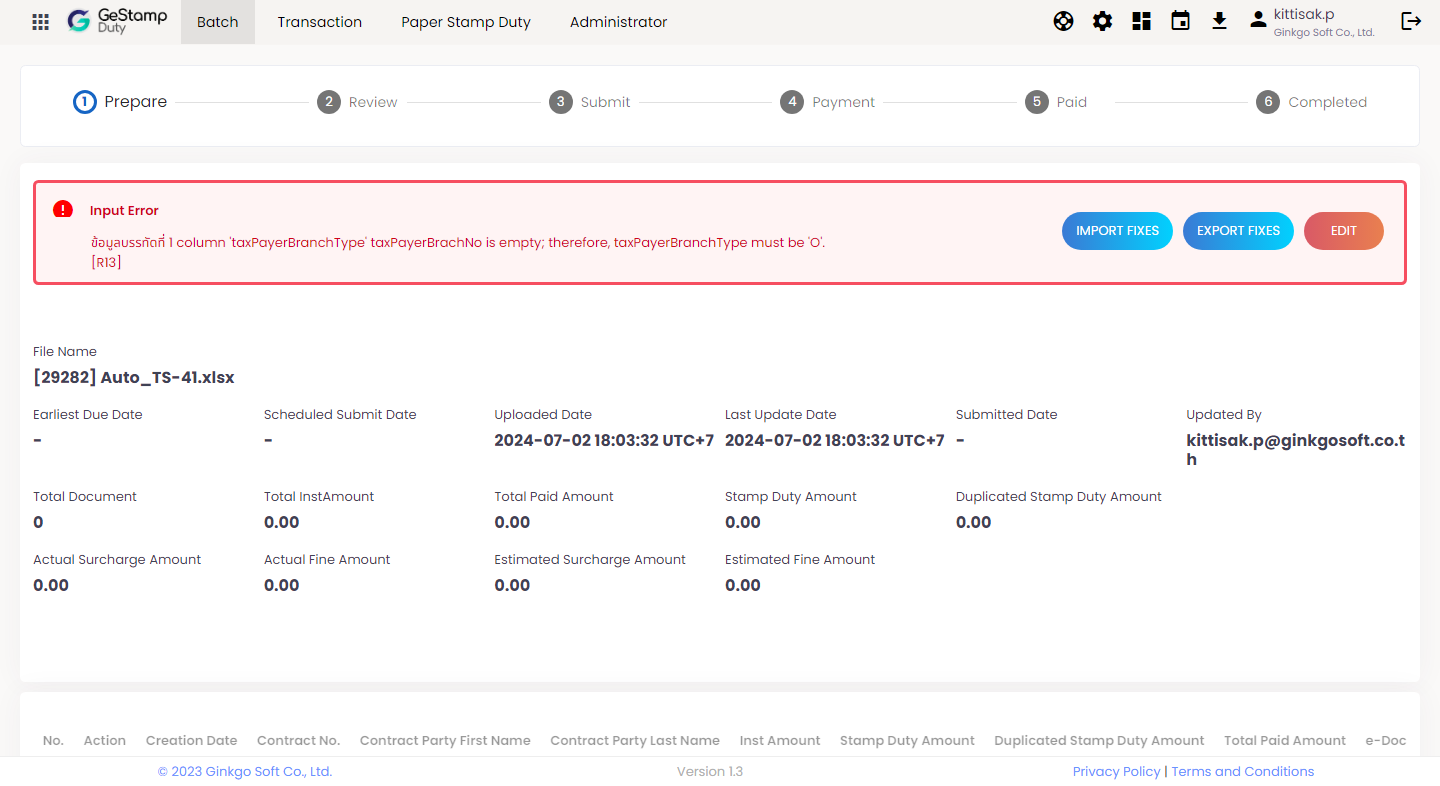 GeStamp
Duty
Batch
Transaction
Paper Stamp Duty
Administrator
kittisak.p
Ginkgo Soft Co., Ltd.
1 Prepare
2 Review
3 Submit
4 Payment
5 Paid
6 Completed
Input Error
ข้อมูลบรรทัดที่ 1 column 'taxPayerBranchType' taxPayerBrachNo is empty; therefore, taxPayerBranchType must be 'O'.
[R13]
IMPORT FIXES
EXPORT FIXES
EDIT
File Name
[29282] Auto_TS-41.xlsx
Earliest Due Date
Scheduled Submit Date
Uploaded Date
Last Update Date
Submitted Date
Updated By
-
-
2024-07-02 18:03:32 UTC+7
2024-07-02 18:03:32 UTC+7
-
kittisak.p@ginkgosoft.co.t
h
Total Document
Total InstAmount
Total Paid Amount
Stamp Duty Amount
Duplicated Stamp Duty Amount
0
0.00
0.00
0.00
0.00
Actual Surcharge Amount
Actual Fine Amount
Estimated Surcharge Amount
Estimated Fine Amount
0.00
0.00
0.00
0.00
No.
Action
Creation Date
Contract No.
Contract Party First Name
Contract Party Last Name
Inst Amount
Stamp Duty Amount
Duplicated Stamp Duty Amount
Total Paid Amount
e-Doc
© 2023 Ginkgo Soft Co., Ltd.
Version 1.3
Privacy Policy | Terms and Conditions